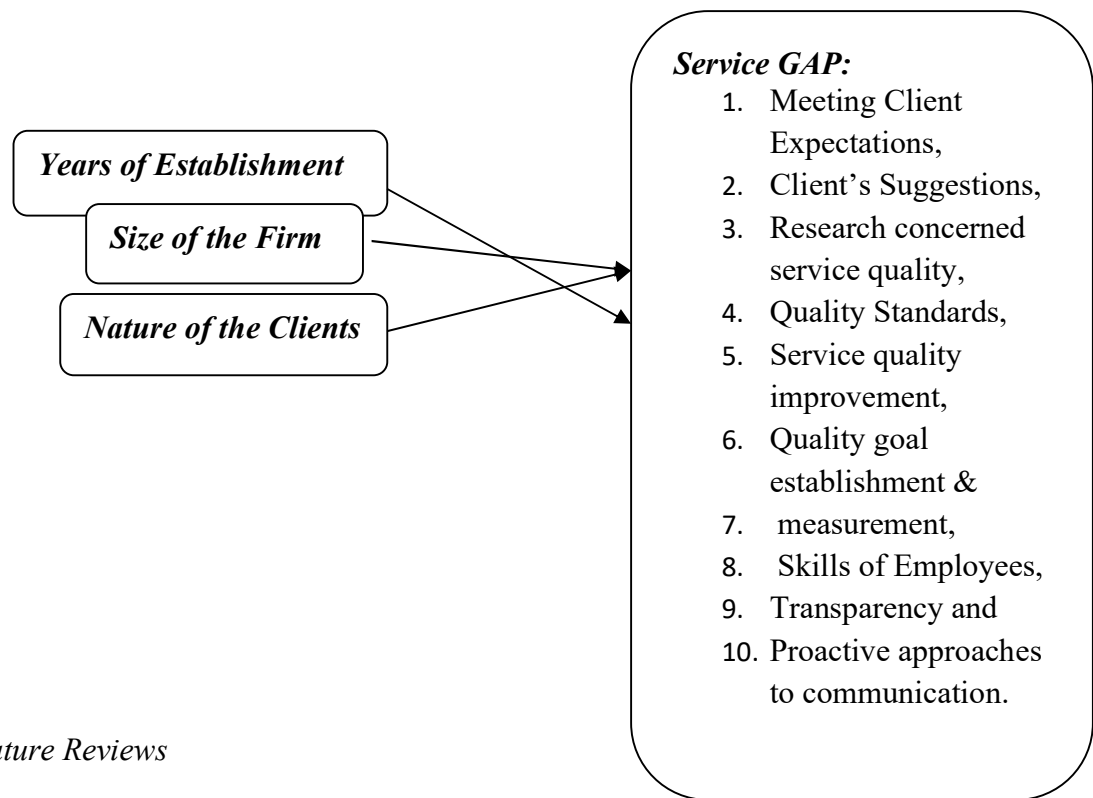 Years of Establishment
Size of the Firm
Nature of the Clients
Service GAP:
1. Meeting Client
Expectations,
2. Client’s Suggestions,
3. Research concerned
service quality,
4. Quality Standards,
5. Service quality
improvement,
6. Quality goal
establishment &
7. measurement,
8. Skills of Employees,
9. Transparency and
10. Proactive approaches
to communication.
Reviews